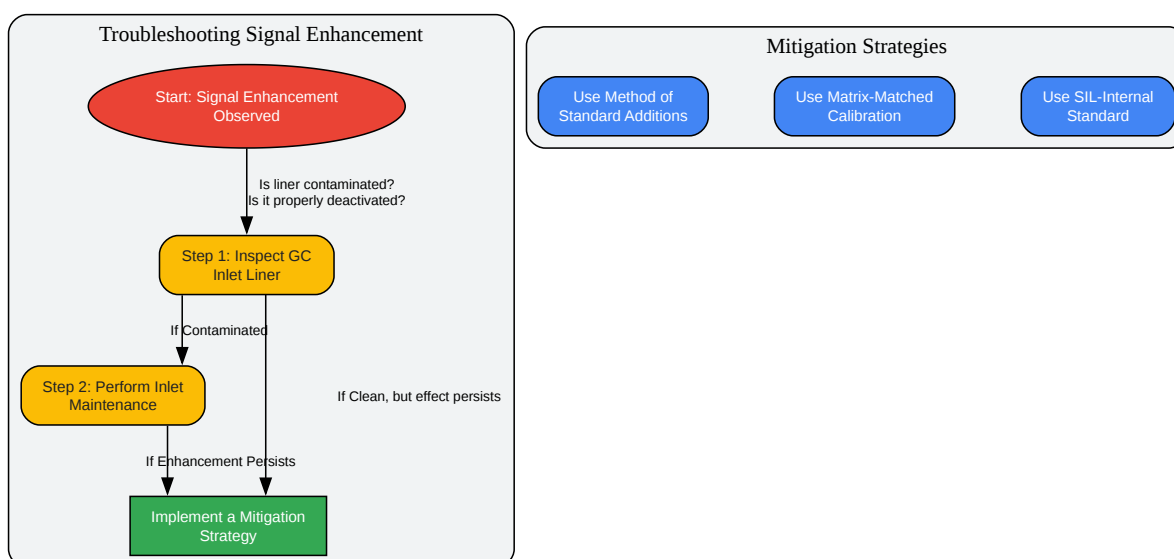 Troubleshooting Signal Enhancement
Start: Signal Enhancement
Observed
Is liner contaminated?
Is it properly deactivated?
Step 1: Inspect GC
Inlet Liner
If Contaminated
Step 2: Perform Inlet
Maintenance
If Clean, but effect persists
If Enhancement Persists
Implement a Mitigation
Strategy
Mitigation Strategies
Use Method of
Standard Additions
Use Matrix-Matched
Calibration
Use SIL-Internal
Standard